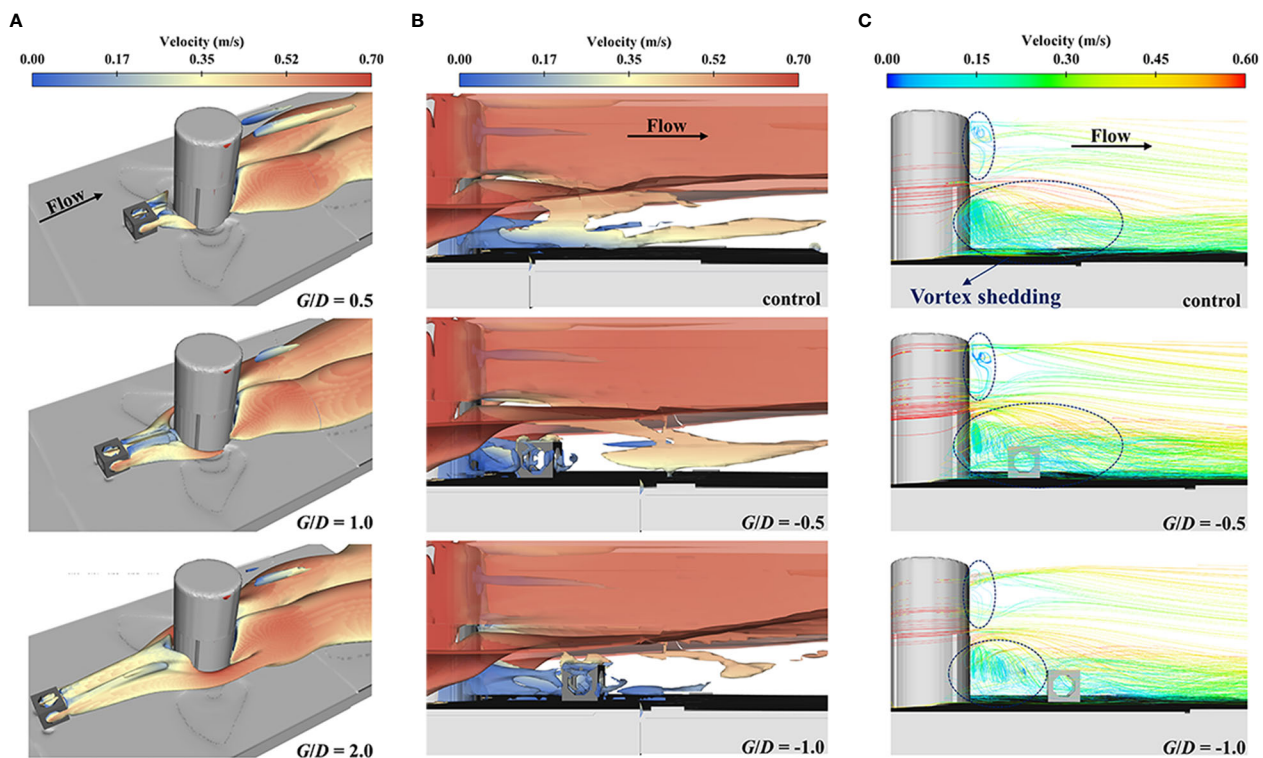 A
Velocity (m/s)
0.00 0.17 0.35 0.52 0.70
Flow
G/D = 0.5
G/D = 1.0
G/D = 2.0
B
Velocity (m/s)
0.00 0.17 0.35 0.52 0.70
Flow
control
G/D = -0.5
G/D = -1.0
C
Velocity (m/s)
0.00 0.15 0.30 0.45 0.60
Flow
Vortex shedding
control
G/D = -0.5
G/D = -1.0